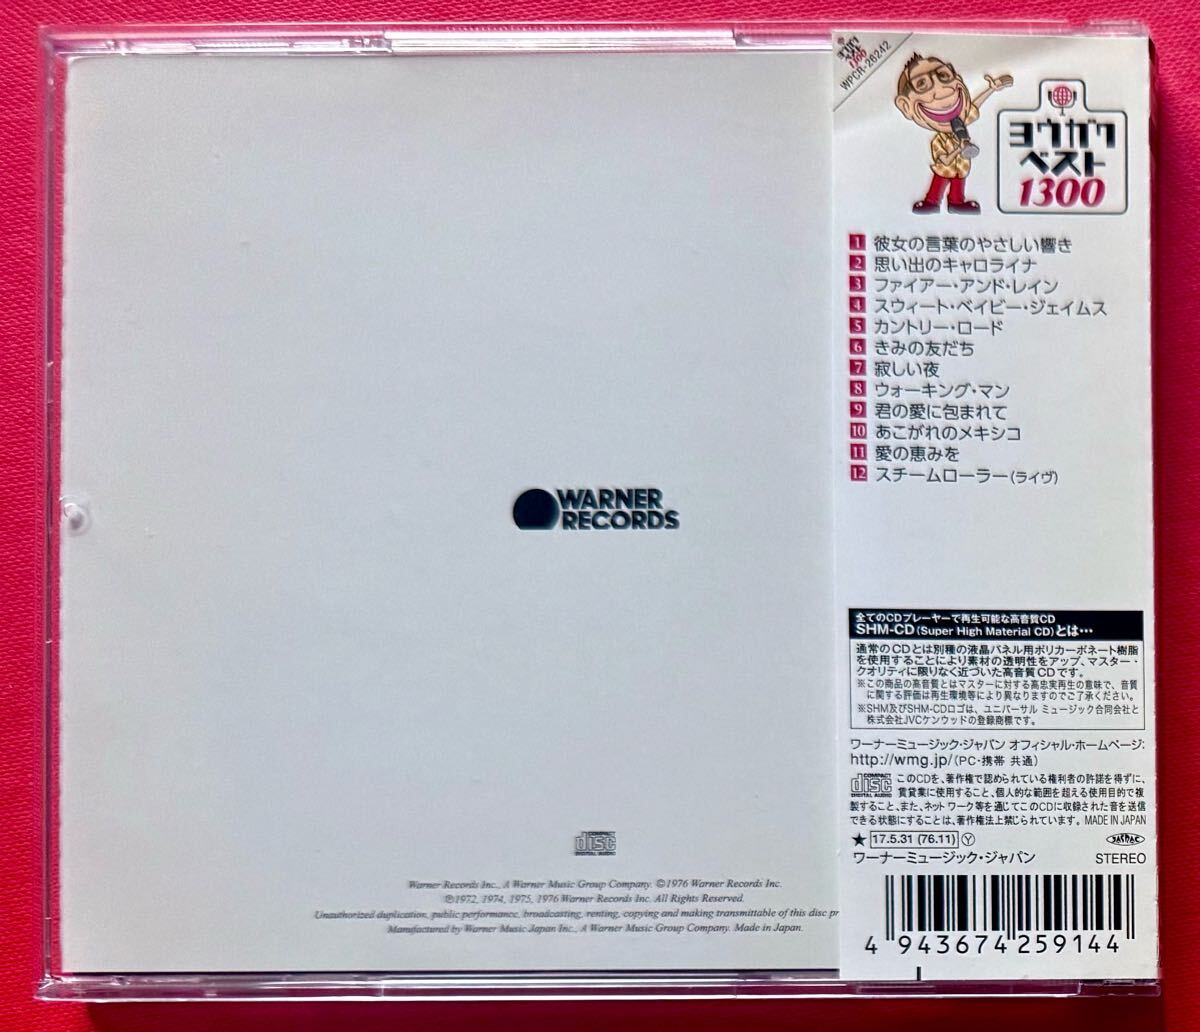 WARNER
RECORDS
COMPACT
disc
DIGITAL AUDIO
Warner Records Inc., A Warner Music Group Company. ©1976 Warner Records Inc.
℗1972, 1974, 1975, 1976 Warner Records Inc. All Rights Reserved.
Unauthorized duplication, public performance, broadcasting, renting, copying and making transmittable of this disc pr
Manufactured by Warner Music Japan Inc., A Warner Music Group Company. Made in Japan.
1300
WPCR-26242
ヨウガク
ベスト
1300
1 彼女の言葉のやさしい響き
2 思い出のキャロライナ
3 ファイアー・アンド・レイン
4 スウィート・ベイビー・ジェイムス
5 カントリー・ロード
6 きみの友だち
7 寂しい夜
8 ウォーキング・マン
9 君の愛に包まれて
10 あこがれのメキシコ
11 愛の恵みを
12 スチームローラー(ライヴ)
全てのCDプレーヤーで再生可能な高音質CD
SHM-CD(Super High Material CD)とは…
通常のCDとは別種の液晶パネル用ポリカーボネート樹脂
を使用することにより素材の透明性をアップ、マスター・
クオリティに限りなく近づいた高音質CDです。
※この商品の高音質とはマスターに対する高忠実再生の意味で、音質
に関する評価は再生環境等により異なりますのでご了承ください。
※SHM及びSHM-CDロゴは、ユニバーサル ミュージック合同会社と
株式会社JVCケンウッドの登録商標です。
ワーナーミュージック・ジャパン オフィシャル・ホームページ:
http://wmg.jp/(PC・携帯 共通)
COMPACT
disc
DIGITAL AUDIO
このCDを、著作権で認められている権利者の許諾を得ずに、
賃貸業に使用すること、個人的な範囲を超える使用目的で複
製すること、また、ネットワーク等を通じてこのCDに収録された音を送信
できる状態にすることは、著作権法上禁じられています。MADE IN JAPAN
★ 17.5.31 (76.11) Ⓨ
JASRAC
ワーナーミュージック・ジャパン STEREO
4 943674 259144